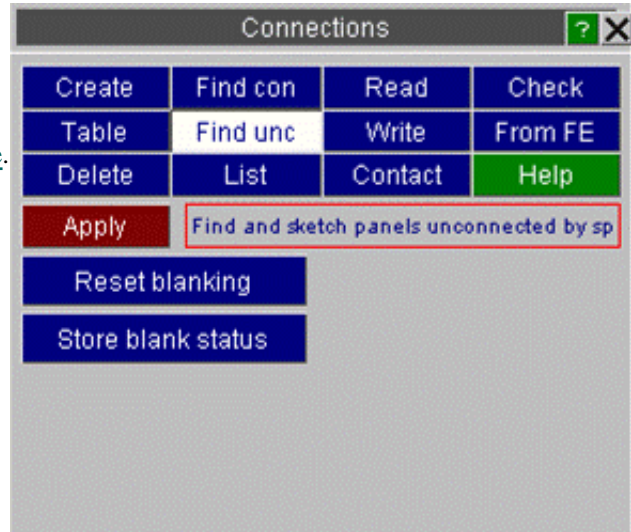 Connections ? X
Create Find con Read Check
Table Find unc Write From FE
Delete List Contact Help
Apply Find and sketch panels unconnected by sp
Reset blanking
Store blank status